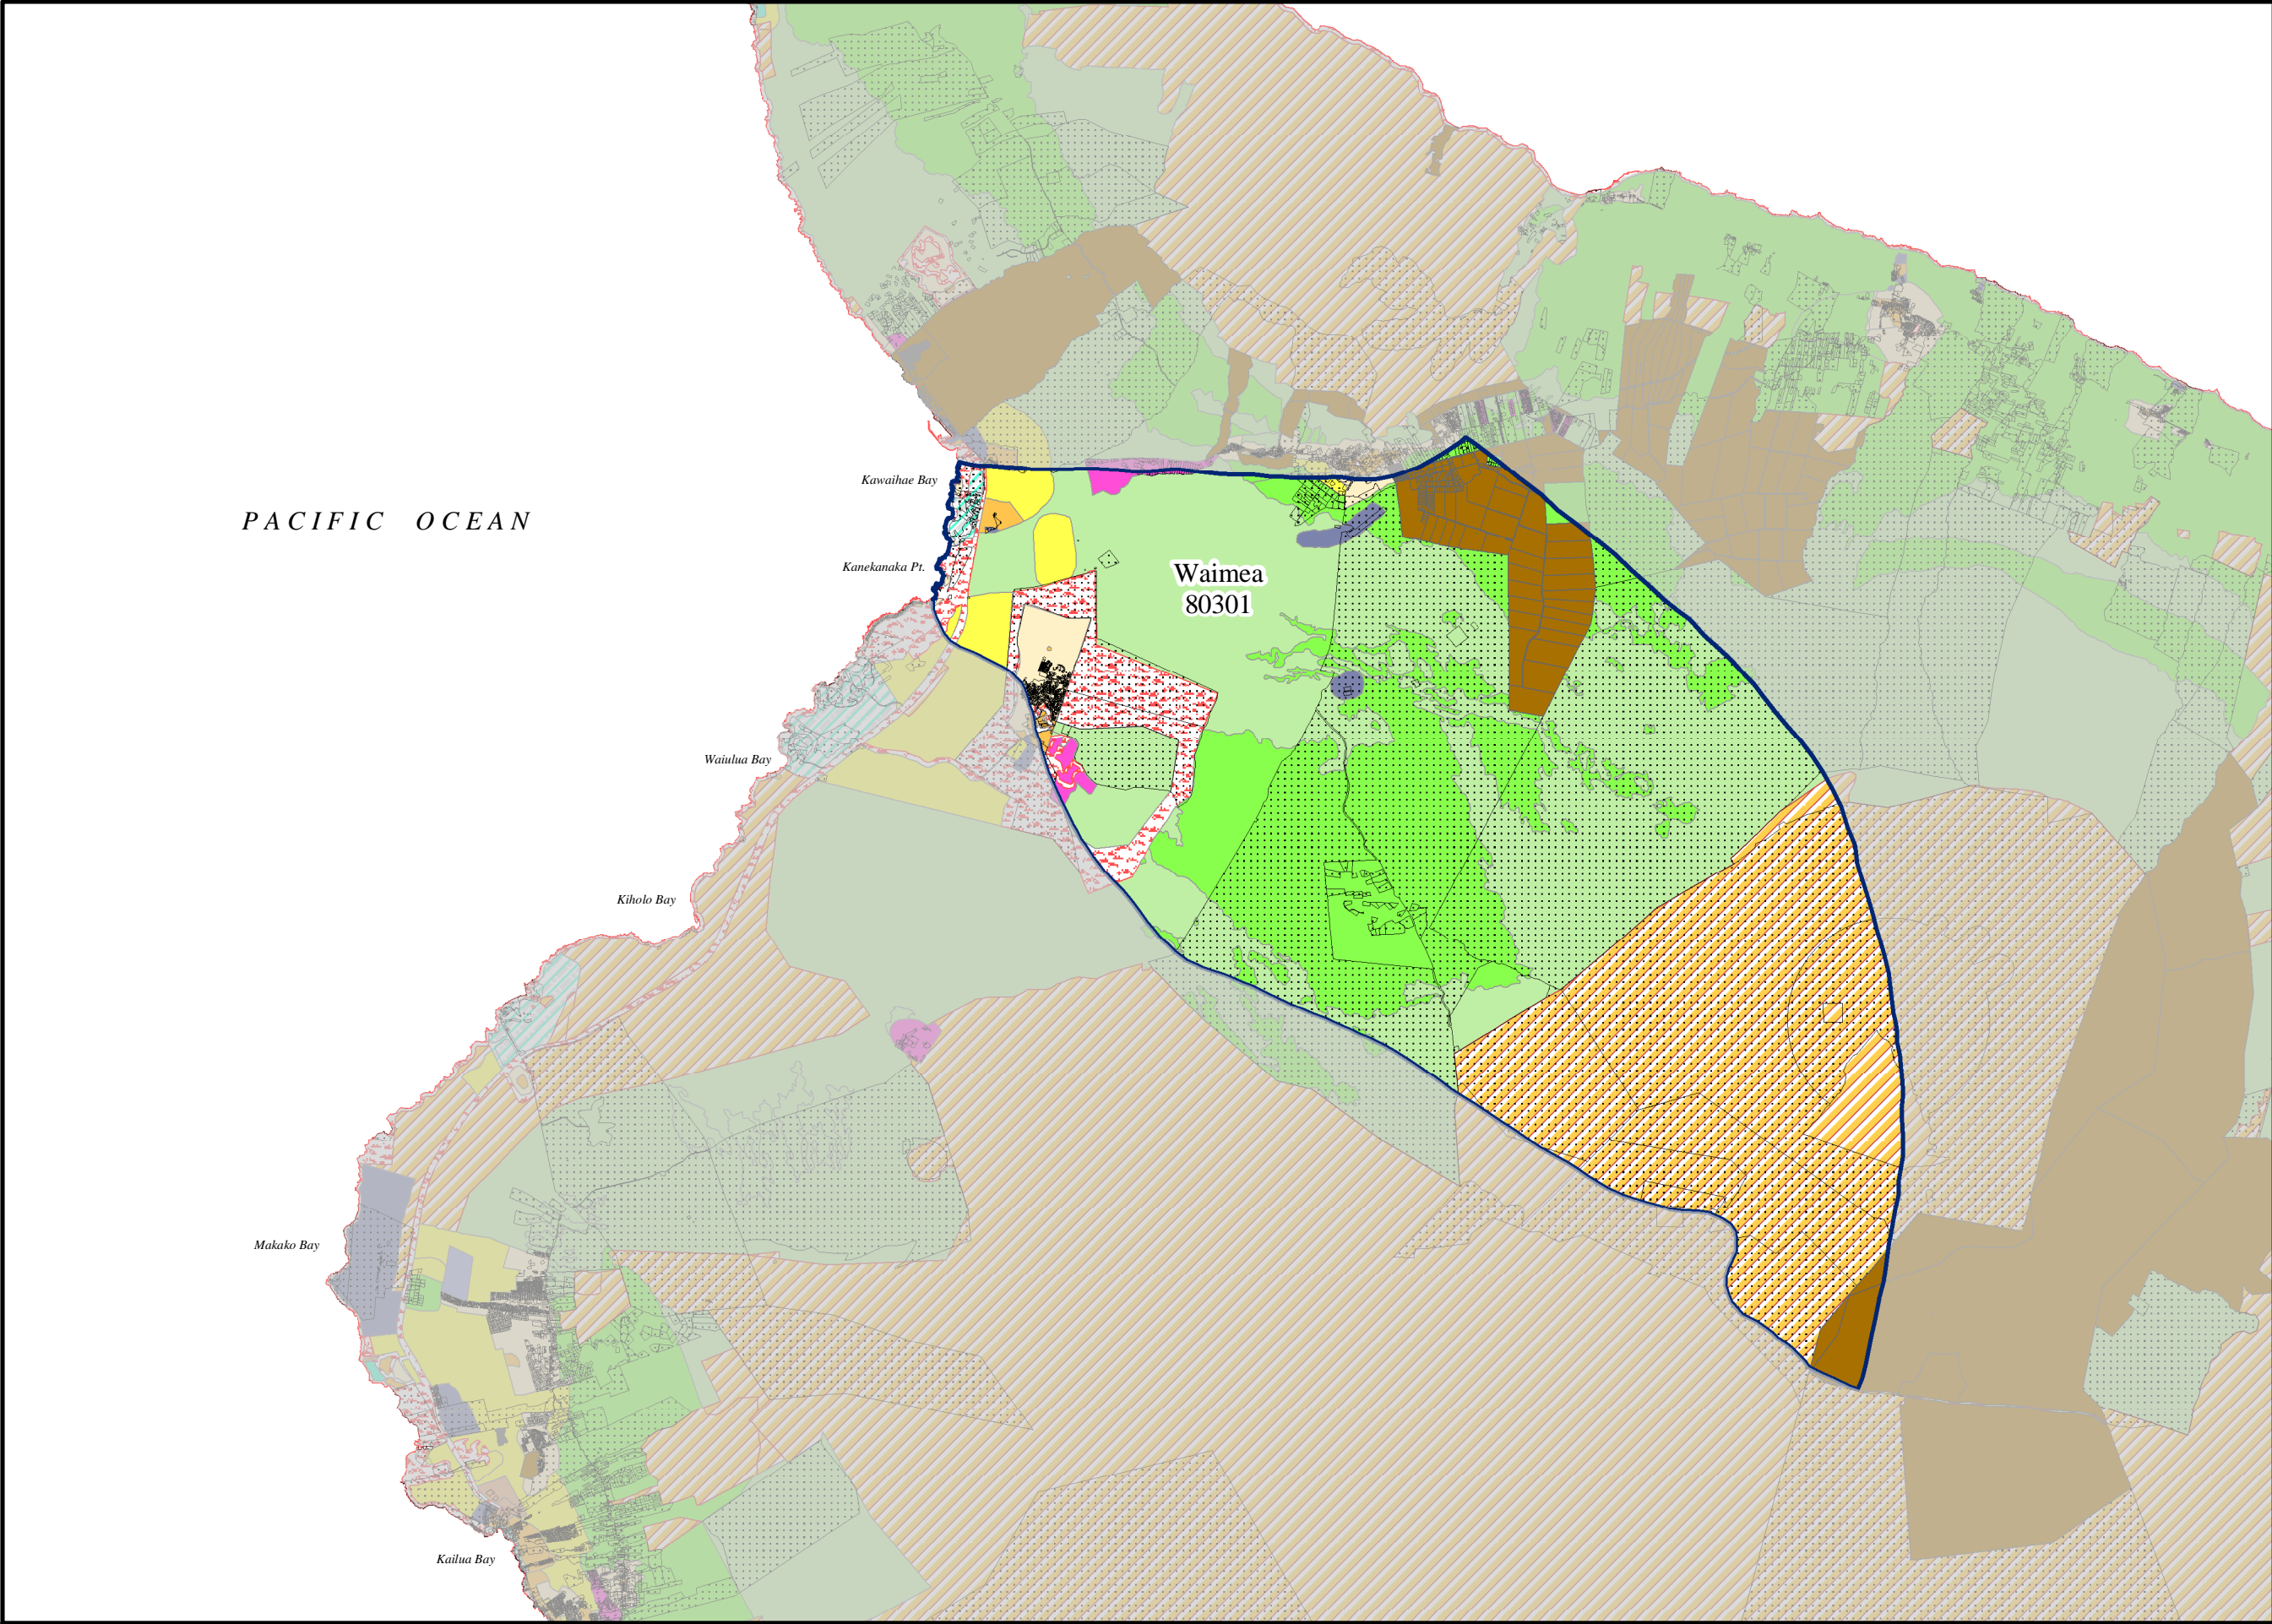 Kawaihae Bay
PACIFIC OCEAN
Kanekanaka Pt.
Waimea
80301
Waiulua Bay
Kiholo Bay
Makako Bay
Kailua Bay